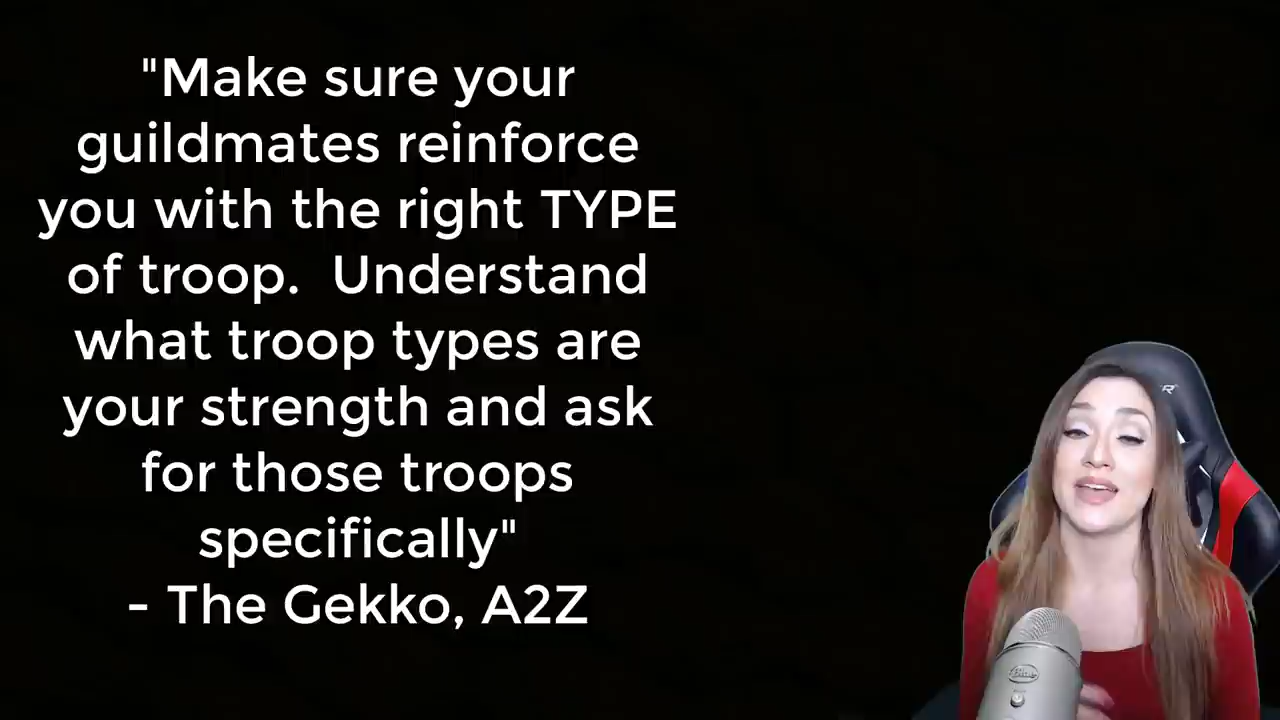 "Make sure your
guildmates reinforce
you with the right TYPE
of troop.  Understand
what troop types are
your strength and ask
for those troops
specifically"
- The Gekko, A2Z
Blue